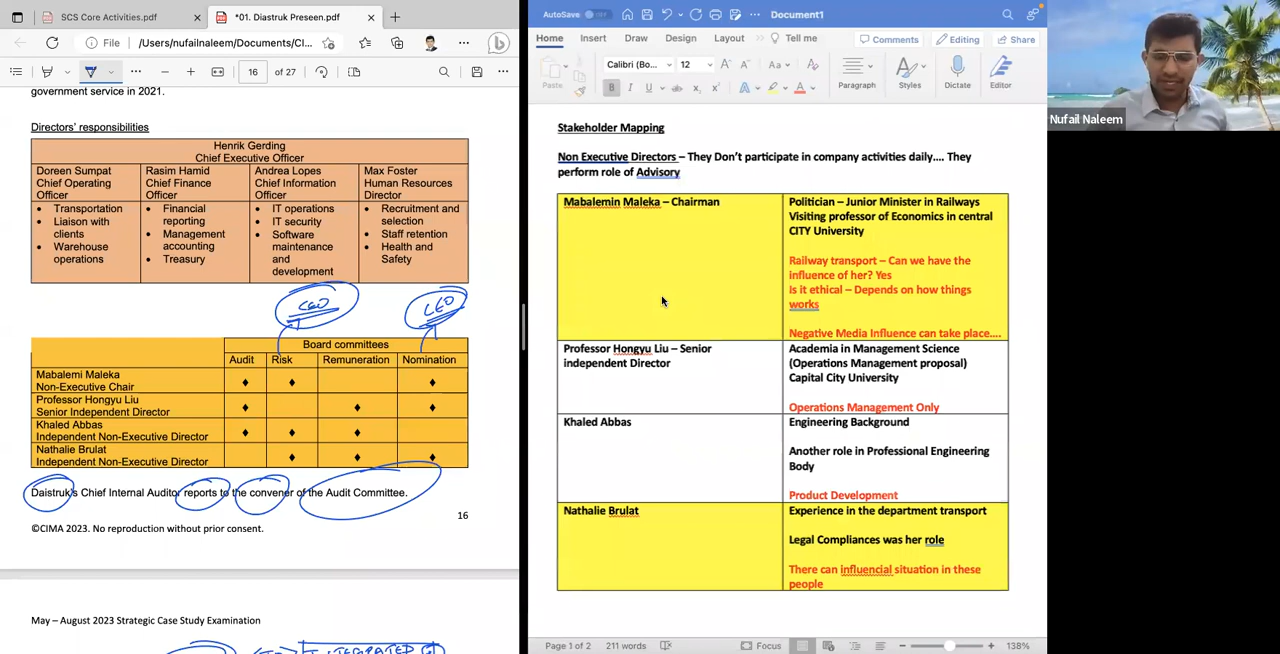 SCS Core Activities.pdf
*01. Diastruk Preseen.pdf
File
/Users/nufailnaleem/Documents/CI...
16
of 27
government service in 2021.
Directors' responsibilities
Henrik Gerding
Chief Executive Officer
Doreen Sumpat
Chief Operating
Officer
Rasim Hamid
Chief Finance
Officer
Andrea Lopes
Chief Information
Officer
Max Foster
Human Resources
Director
• Transportation
• Liaison with
clients
• Warehouse
operations
• Financial
reporting
• Management
accounting
• Treasury
• IT operations
• IT security
• Software
maintenance
and
development
• Recruitment and
selection
• Staff retention
• Health and
Safety
CEO
CEO
Board committees
Audit
Risk
Remuneration
Nomination
Mabalemi Maleka
Non-Executive Chair
Professor Hongyu Liu
Senior Independent Director
Khaled Abbas
Independent Non-Executive Director
Nathalie Brulat
Independent Non-Executive Director
Daistruk's Chief Internal Auditor reports to the convener of the Audit Committee.
16
©CIMA 2023. No reproduction without prior consent.
May – August 2023 Strategic Case Study Examination
INTEGRATED
AutoSave
OFF
Document1
Home
Insert
Draw
Design
Layout
Tell me
Comments
Editing
Share
Paste
Calibri (Bo...
12
Paragraph
Styles
Dictate
Editor
Stakeholder Mapping
Non Executive Directors – They Don't participate in company activities daily.... They
perform role of Advisory
Mabalemin Maleka – Chairman
Politician – Junior Minister in Railways
Visiting professor of Economics in central
CITY University
Railway transport – Can we have the
influence of her? Yes
Is it ethical – Depends on how things
works
Negative Media Influence can take place....
Professor Hongyu Liu – Senior
independent Director
Academia in Management Science
(Operations Management proposal)
Capital City University
Operations Management Only
Khaled Abbas
Engineering Background
Another role in Professional Engineering
Body
Product Development
Nathalie Brulat
Experience in the department transport
Legal Compliances was her role
There can influencial situation in these
people
Page 1 of 2
211 words
Focus
138%
Nufail Naleem